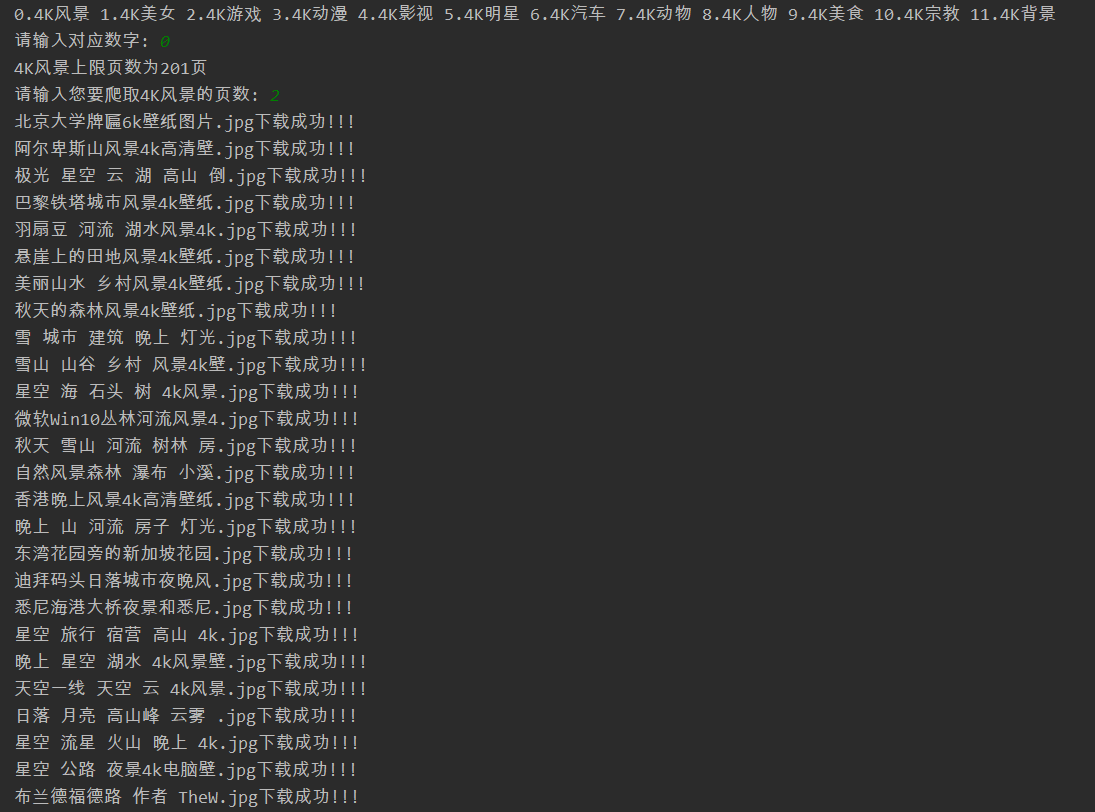 0.4K风景 1.4K美女 2.4K游戏 3.4K动漫 4.4K影视 5.4K明星 6.4K汽车 7.4K动物 8.4K人物 9.4K美食 10.4K宗教 11.4K背景
请输入对应数字: 0
4K风景上限页数为201页
请输入您要爬取4K风景的页数: 2
北京大学牌匾6k壁纸图片.jpg下载成功!!!
阿尔卑斯山风景4k高清壁.jpg下载成功!!!
极光 星空 云 湖 高山 倒.jpg下载成功!!!
巴黎铁塔城市风景4k壁纸.jpg下载成功!!!
羽扇豆 河流 湖水风景4k.jpg下载成功!!!
悬崖上的田地风景4k壁纸.jpg下载成功!!!
美丽山水 乡村风景4k壁纸.jpg下载成功!!!
秋天的森林风景4k壁纸.jpg下载成功!!!
雪 城市 建筑 晚上 灯光.jpg下载成功!!!
雪山 山谷 乡村 风景4k壁.jpg下载成功!!!
星空 海 石头 树 4k风景.jpg下载成功!!!
微软Win10丛林河流风景4.jpg下载成功!!!
秋天 雪山 河流 树林 房.jpg下载成功!!!
自然风景森林 瀑布 小溪.jpg下载成功!!!
香港晚上风景4k高清壁纸.jpg下载成功!!!
晚上 山 河流 房子 灯光.jpg下载成功!!!
东湾花园旁的新加坡花园.jpg下载成功!!!
迪拜码头日落城市夜晚风.jpg下载成功!!!
悉尼海港大桥夜景和悉尼.jpg下载成功!!!
星空 旅行 宿营 高山 4k.jpg下载成功!!!
晚上 星空 湖水 4k风景壁.jpg下载成功!!!
天空一线 天空 云 4k风景.jpg下载成功!!!
日落 月亮 高山峰 云雾 .jpg下载成功!!!
星空 流星 火山 晚上 4k.jpg下载成功!!!
星空 公路 夜景4k电脑壁.jpg下载成功!!!
布兰德福德路 作者 TheW.jpg下载成功!!!